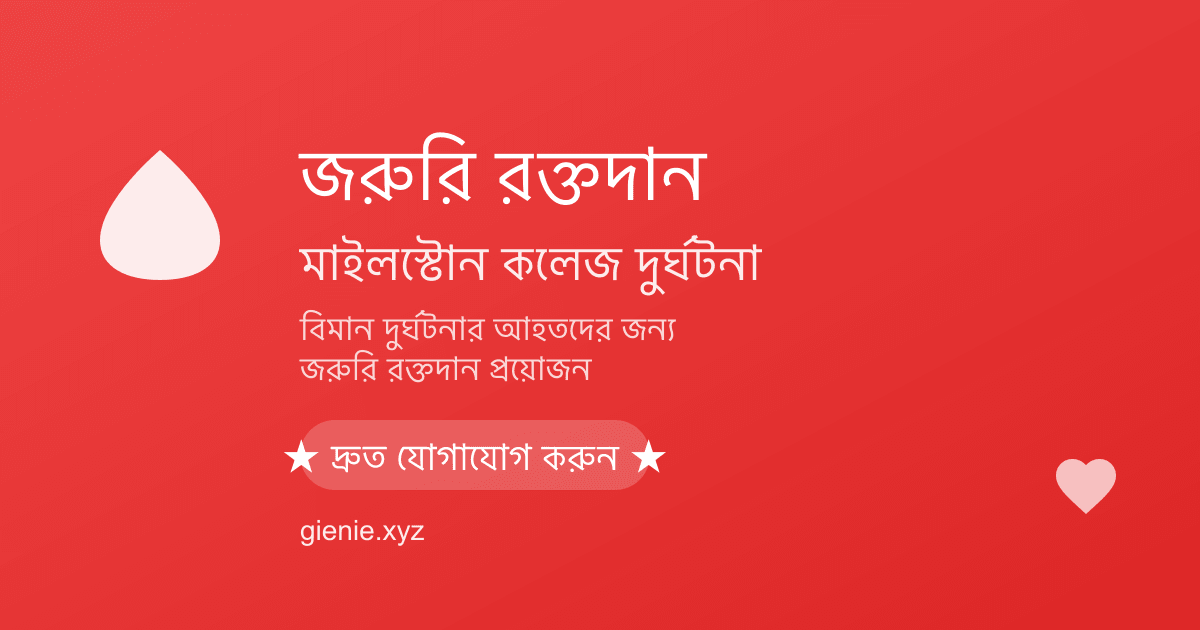 জরুরি রক্তদান
মাইলস্টোন কলেজ দুর্ঘটনা
বিমান দুর্ঘটনার আহতদের জন্য
জরুরি রক্তদান প্রয়োজন
★ দ্রুত যোগাযোগ করুন ★
gienie.xyz